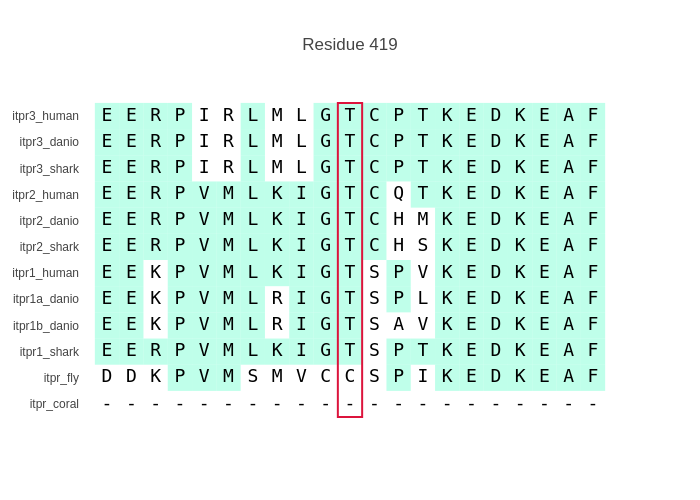 Residue 419
itpr3_human E E R P I R L M L G T C P T K E D K E A F
itpr3_danio E E R P I R L M L G T C P T K E D K E A F
itpr3_shark E E R P I R L M L G T C P T K E D K E A F
itpr2_human E E R P V M L K I G T C Q T K E D K E A F
itpr2_danio E E R P V M L K I G T C H M K E D K E A F
itpr2_shark E E R P V M L K I G T C H S K E D K E A F
itpr1_human E E K P V M L K I G T S P V K E D K E A F
itpr1a_danio E E K P V M L R I G T S P L K E D K E A F
itpr1b_danio E E K P V M L R I G T S A V K E D K E A F
itpr1_shark E E R P V M L K I G T S P T K E D K E A F
itpr_fly D D K P V M S M V C C S P I K E D K E A F
itpr_coral - - - - - - - - - - - - - - - - - - - - -